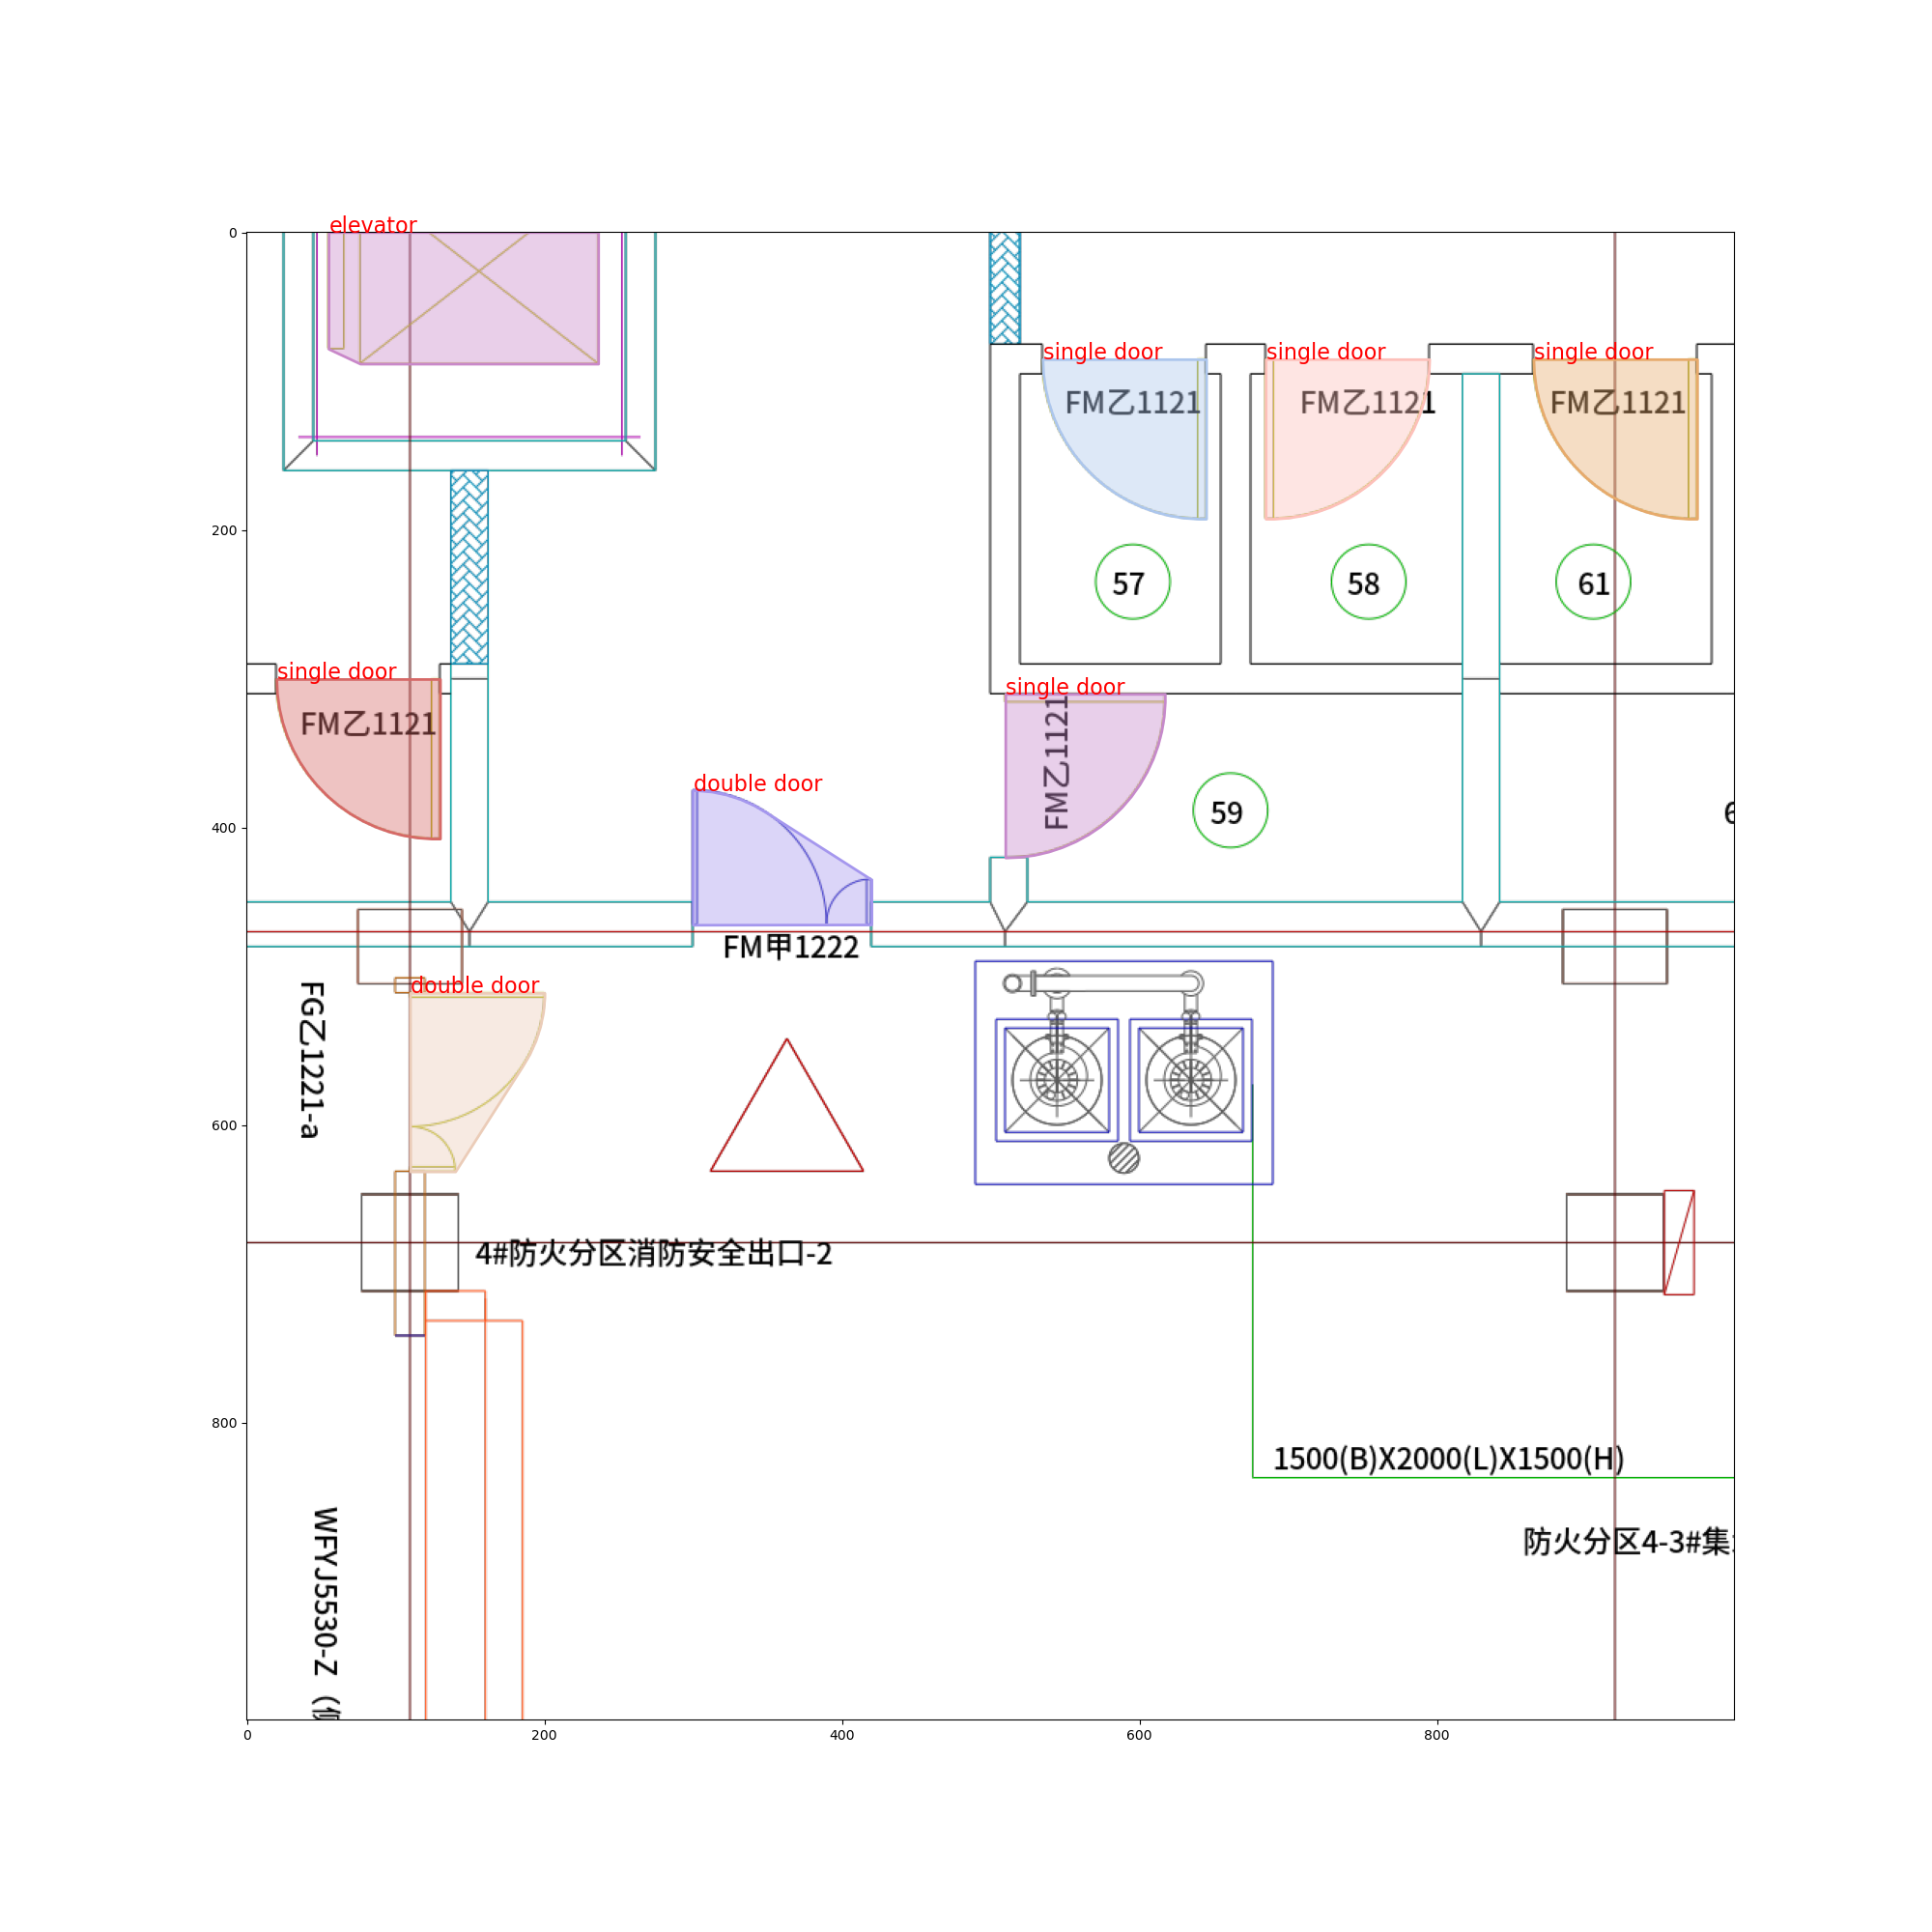 elevator
0
single door
single door
single door
FM乙1121
FM乙1121
FM乙1121
200
57
58
61
single door
single door
FM乙1121
FM乙1121
double door
400
59
FM甲1222
double door
FG乙1221-a
600
4#防火分区消防安全出口-2
800
1500(B)X2000(L)X1500(H)
防火分区4-3#集
WFYJ5530-Z
0
200
400
600
800